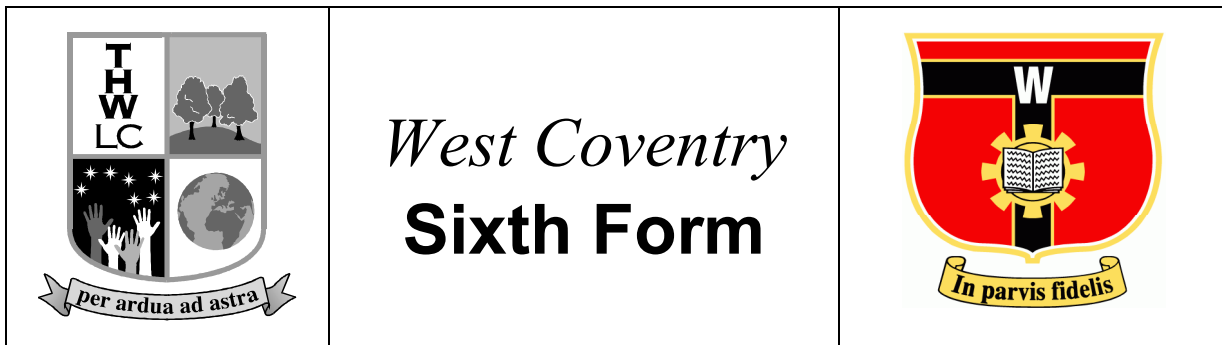 T
H
W
LC
per ardua ad astra
West Coventry
Sixth Form
W
In parvis fidelis